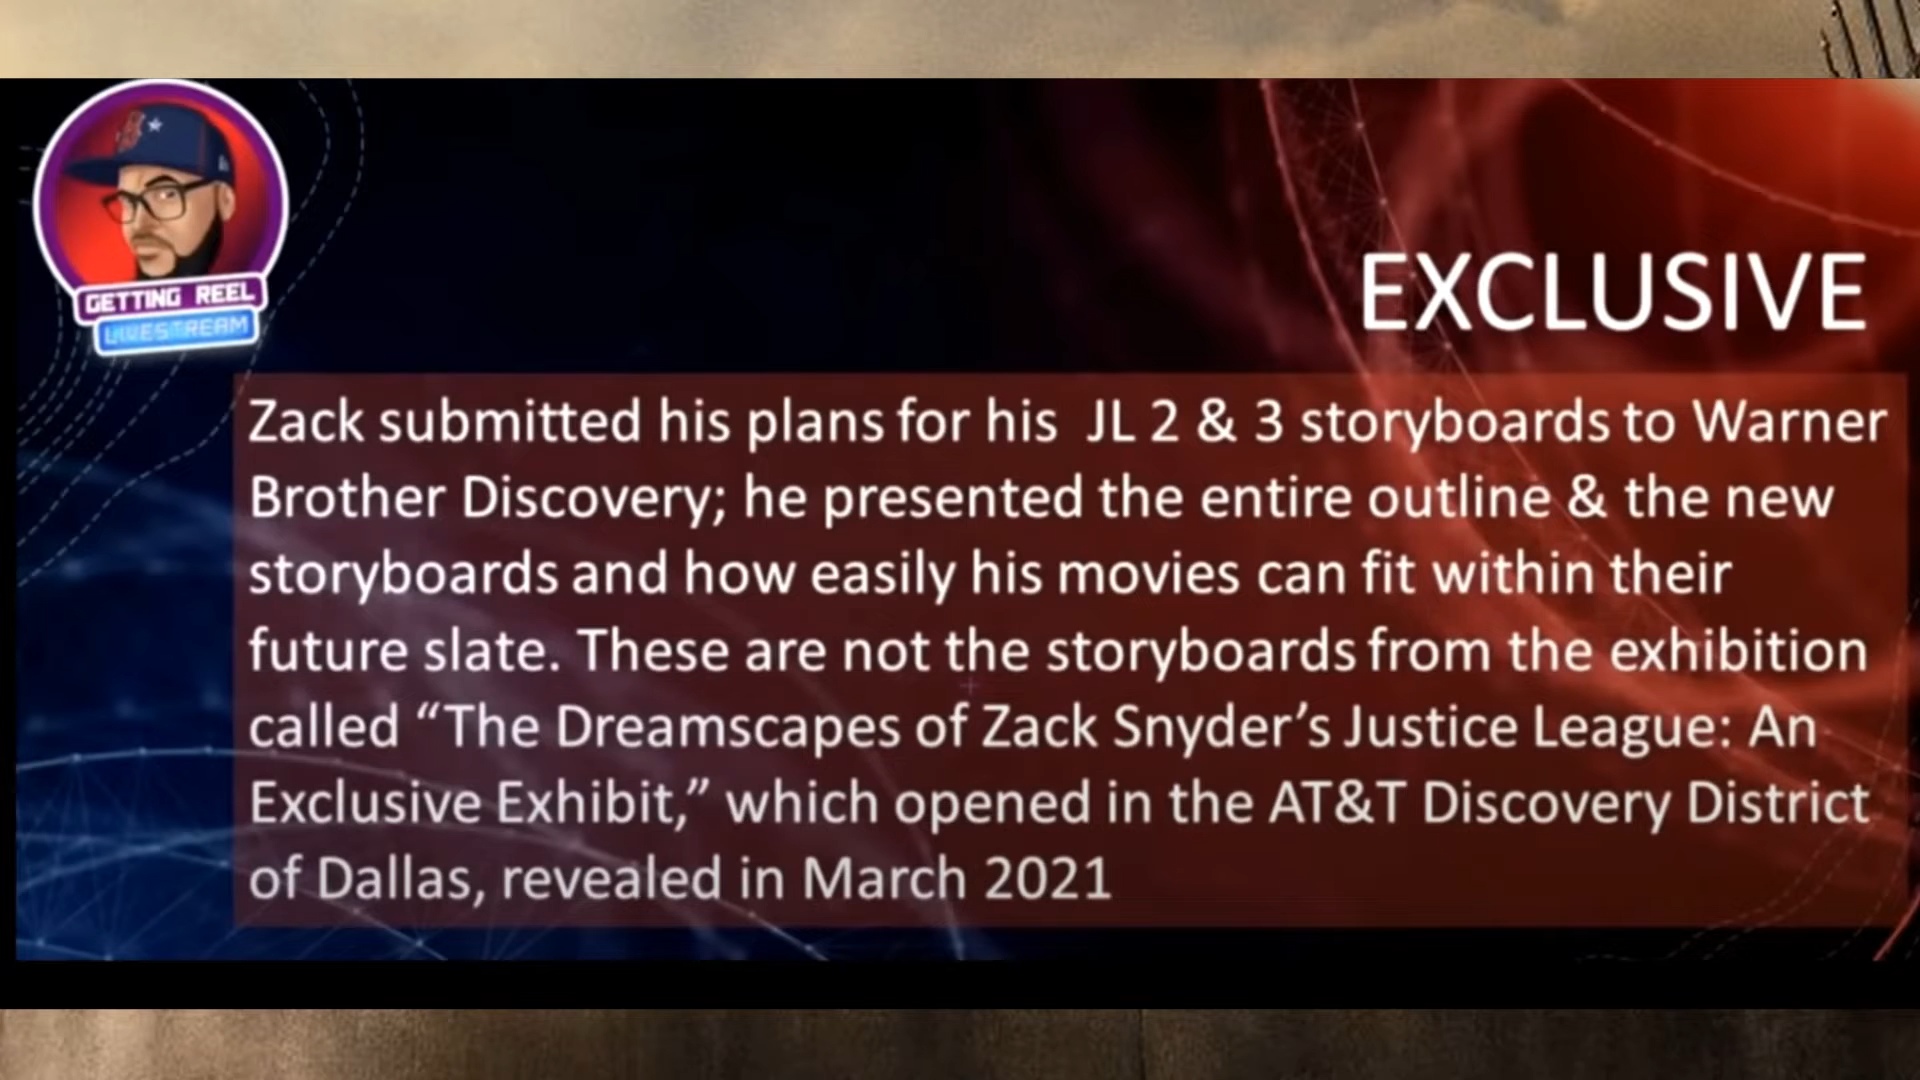 GETTING REEL
LIVESTREAM
EXCLUSIVE
Zack submitted his plans for his JL 2 & 3 storyboards to Warner
Brother Discovery; he presented the entire outline & the new
storyboards and how easily his movies can fit within their
future slate. These are not the storyboards from the exhibition
called “The Dreamscapes of Zack Snyder’s Justice League: An
Exclusive Exhibit,” which opened in the AT&T Discovery District
of Dallas, revealed in March 2021